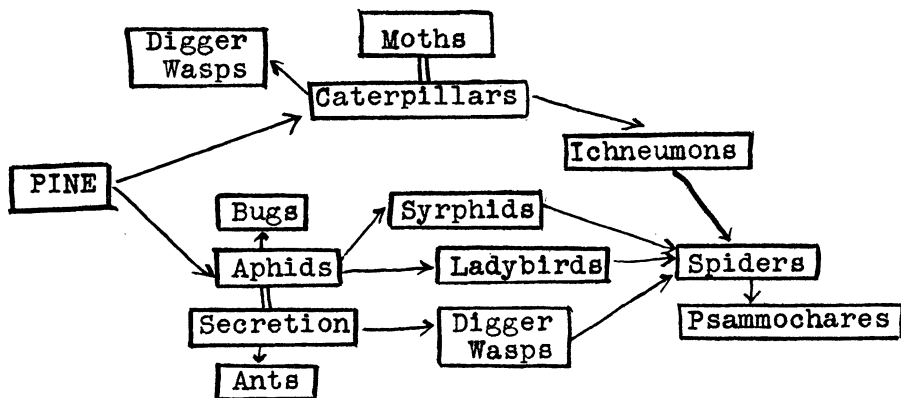 Digger
Wasps
Moths
Caterpillars
Ichneumons
PINE
Bugs
Syrphids
Aphids
Ladybirds
Spiders
Secretion
Digger
Wasps
Psammochares
Ants